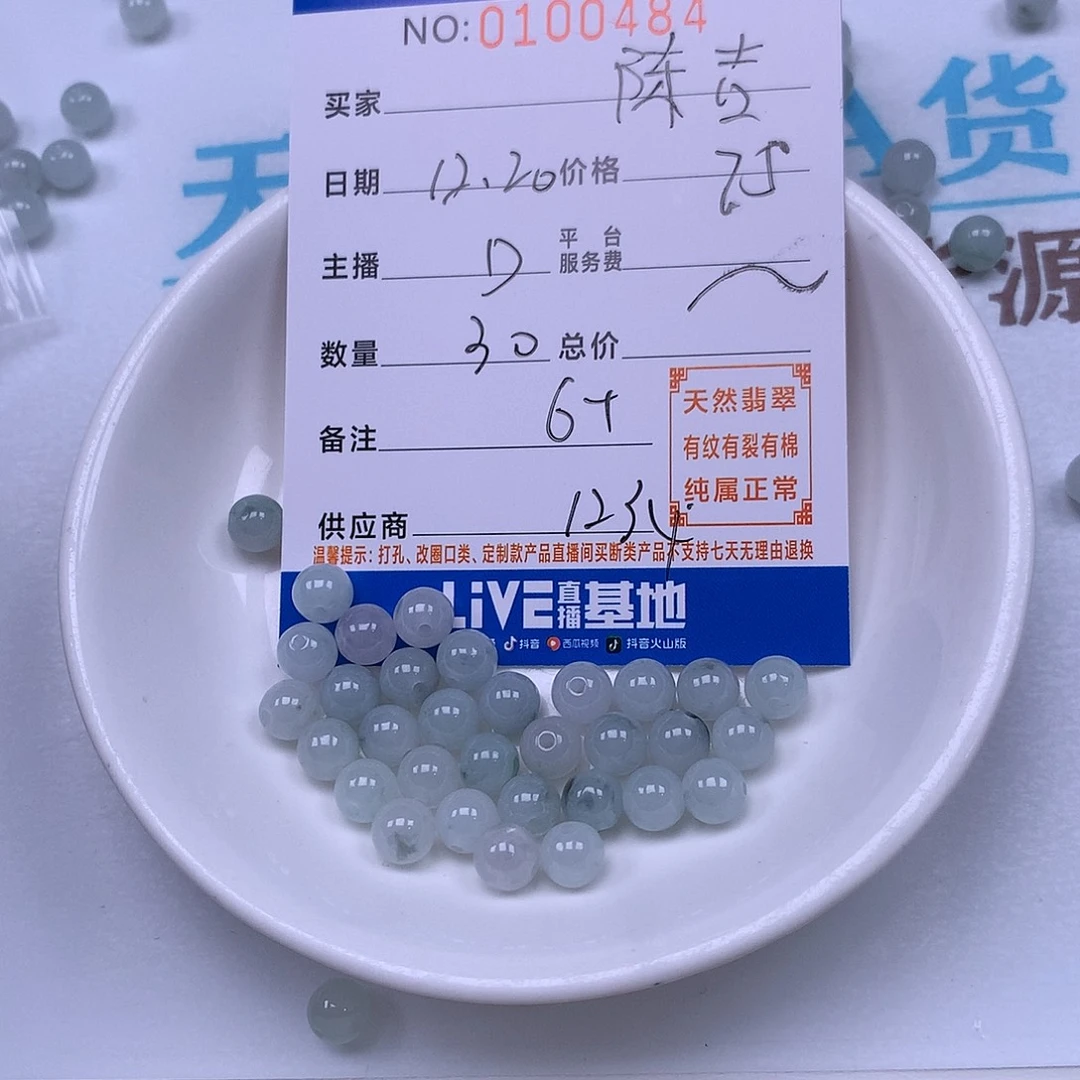 NO: 0100484
买家 陈吉
日期 12.20 价格 75
主播 D 平台服务费 ~
数量 30 总价
备注 6+
天然翡翠
有纹有裂有棉
纯属正常
供应商
温馨提示：打孔、改圈口类、定制款产品直播间买断类产品不支持七天无理由退换
LiVE直播基地
抖音 西瓜视频 抖音火山版
天
A货
源